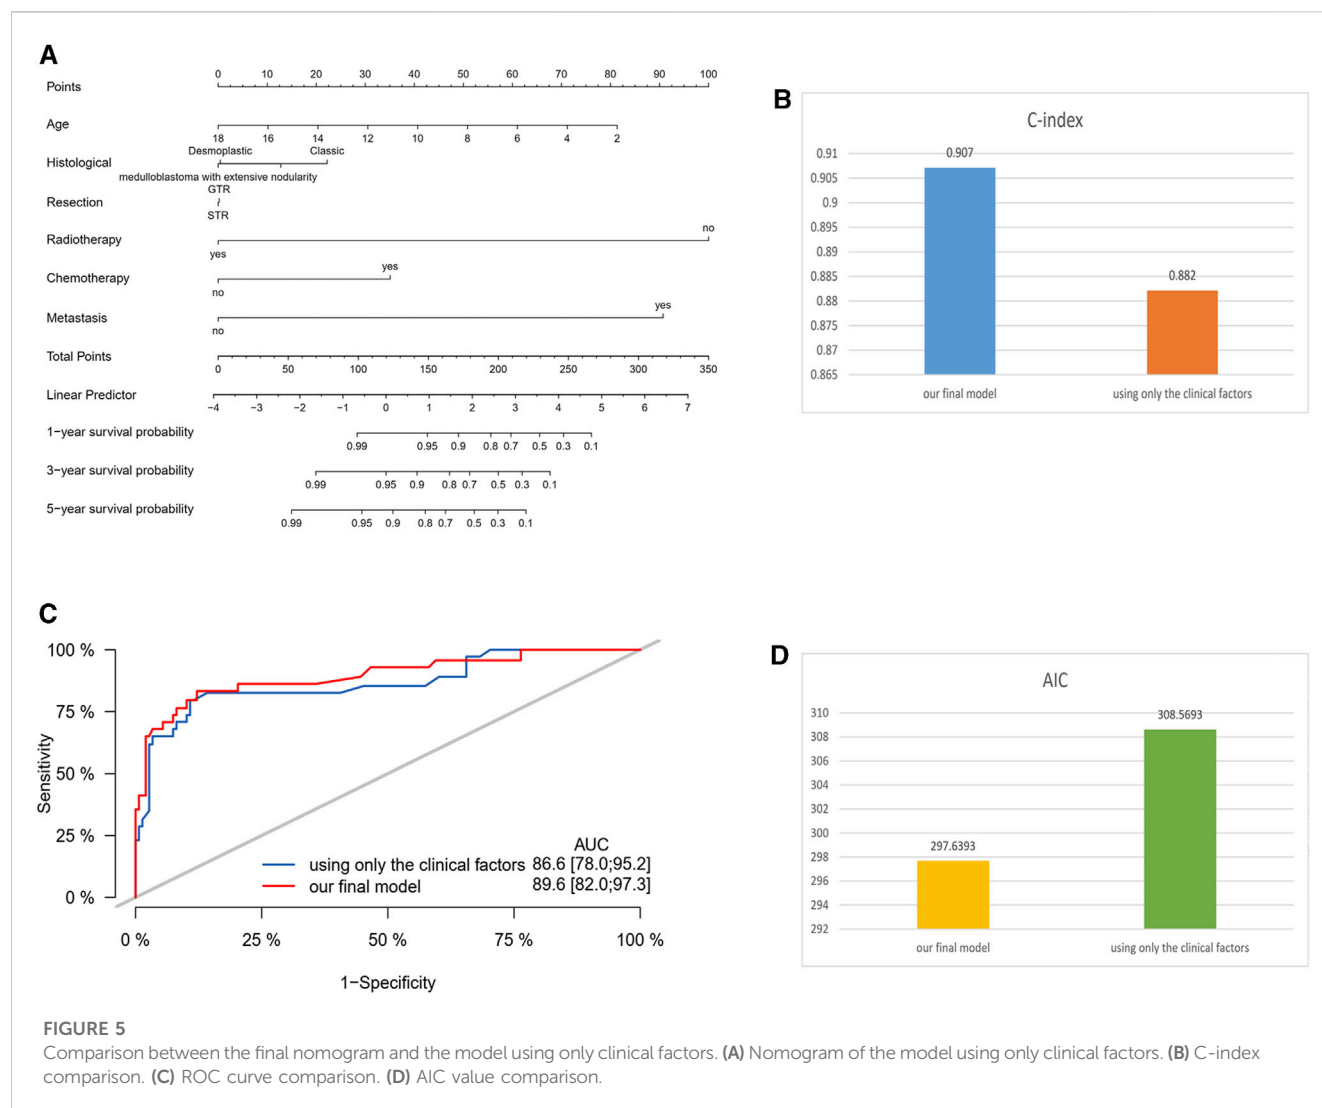 A
Points
0 10 20 30 40 50 60 70 80 90 100
Age
18 16 14 12 10 8 6 4 2
Desmoplastic Classic
Histological
medulloblastoma with extensive nodularity
GTR
Resection
STR
no
Radiotherapy
yes
yes
Chemotherapy
no
yes
Metastasis
no
Total Points
0 50 100 150 200 250 300 350
Linear Predictor
−4 −3 −2 −1 0 1 2 3 4 5 6 7
1−year survival probability
0.99 0.95 0.9 0.8 0.7 0.5 0.3 0.1
3−year survival probability
0.99 0.95 0.9 0.8 0.7 0.5 0.3 0.1
5−year survival probability
0.99 0.95 0.9 0.8 0.7 0.5 0.3 0.1
B
C-index
0.91
0.905
0.9
0.895
0.89
0.885
0.88
0.875
0.87
0.865
0.907
0.882
our final model using only the clinical factors
C
Sensitivity
100 %
75 %
50 %
25 %
0 %
AUC
using only the clinical factors 86.6 [78.0;95.2]
our final model 89.6 [82.0;97.3]
0 % 25 % 50 % 75 % 100 %
1−Specificity
D
AIC
310
308
306
304
302
300
298
296
294
292
297.6393
308.5693
our final model using only the clinical factors
FIGURE 5
Comparison between the final nomogram and the model using only clinical factors. (A) Nomogram of the model using only clinical factors. (B) C-index
comparison. (C) ROC curve comparison. (D) AIC value comparison.